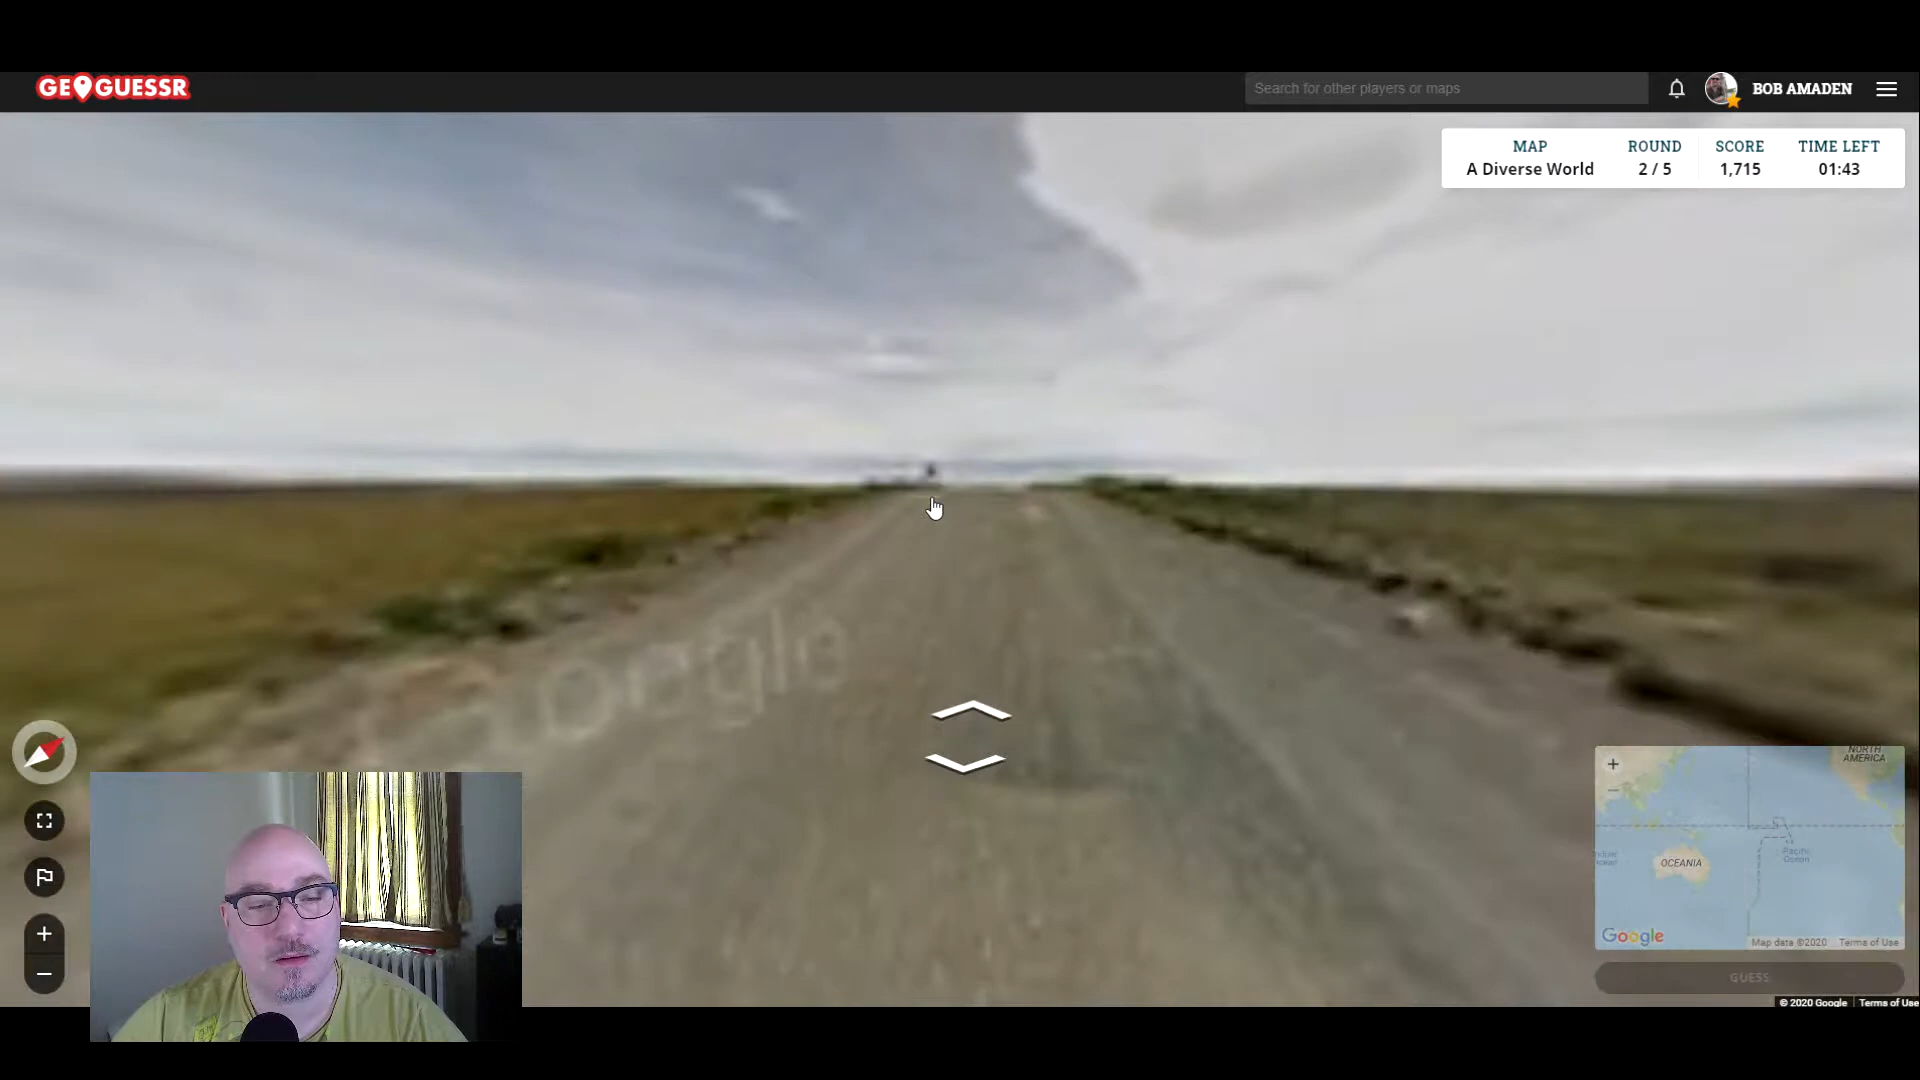 GEOGUESSR
Search for other players or maps
BOB AMADEN
MAP ROUND SCORE TIME LEFT
A Diverse World 2 / 5 1,715 01:43
Google
NORTH
AMERICA
OCEANIA
Pacific
Ocean
Google
Map data ©2020 Terms of Use
GUESS
© 2020 Google Terms of Use